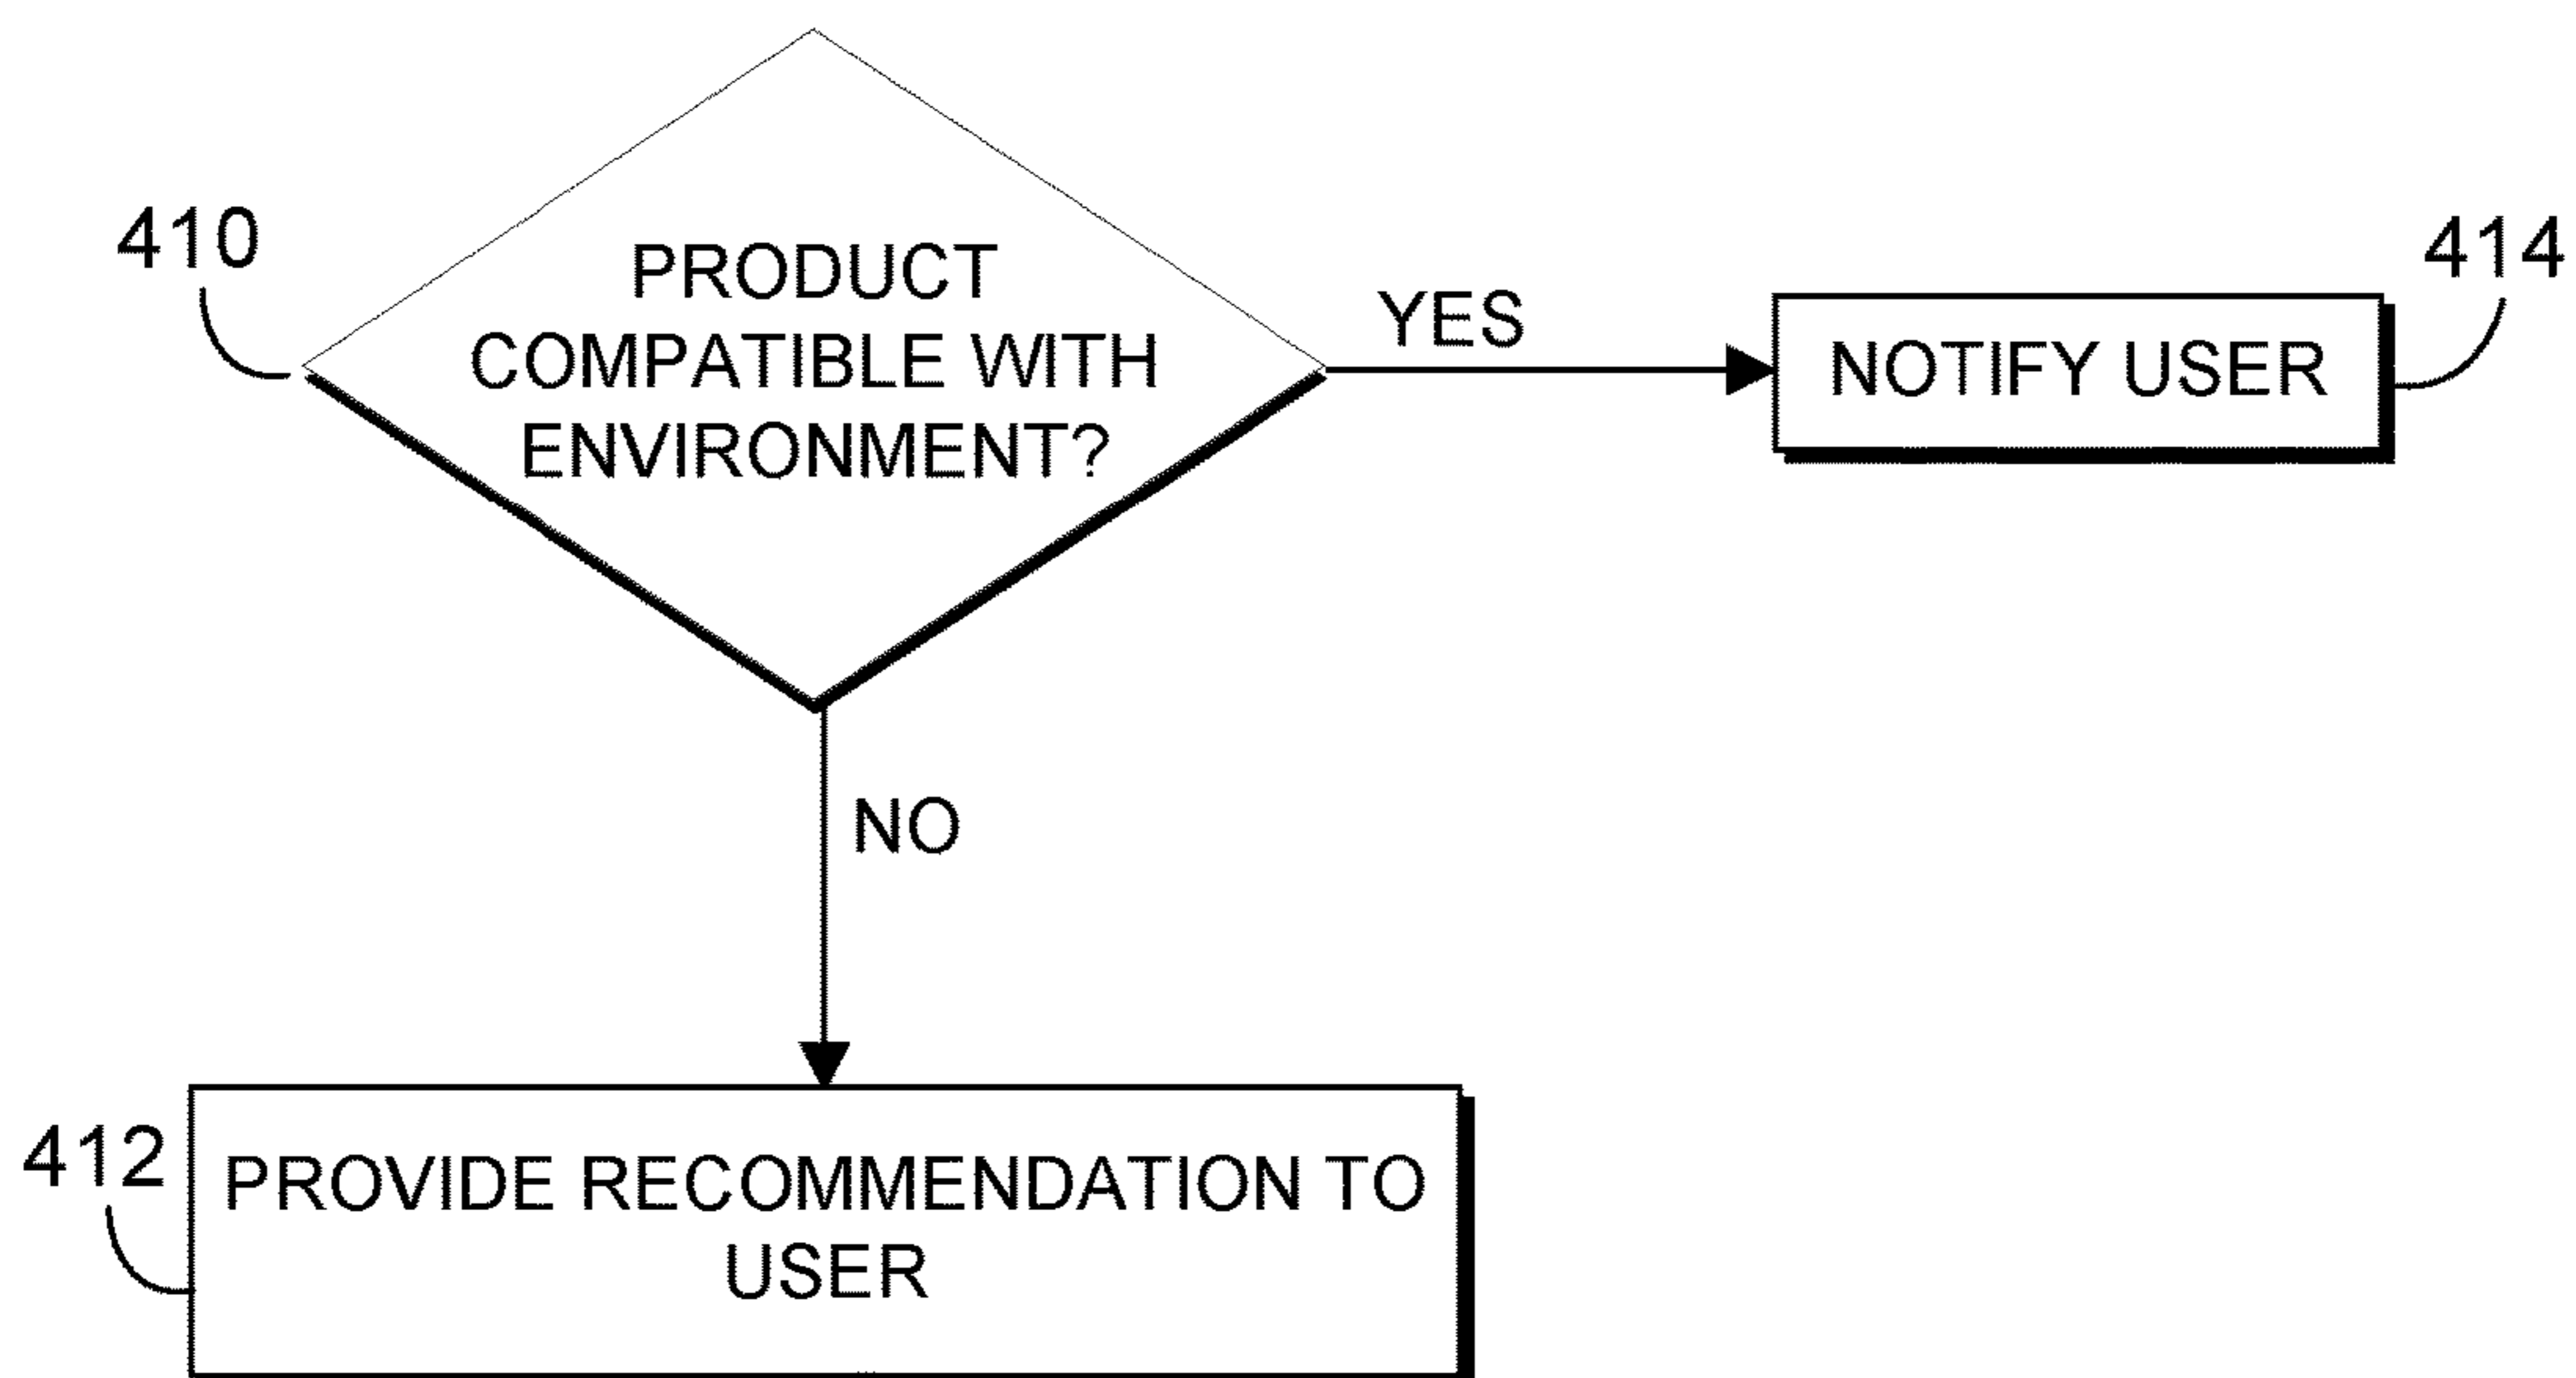 410
PRODUCT
COMPATIBLE WITH
ENVIRONMENT?
YES
NOTIFY USER
414
NO
412
PROVIDE RECOMMENDATION TO
USER